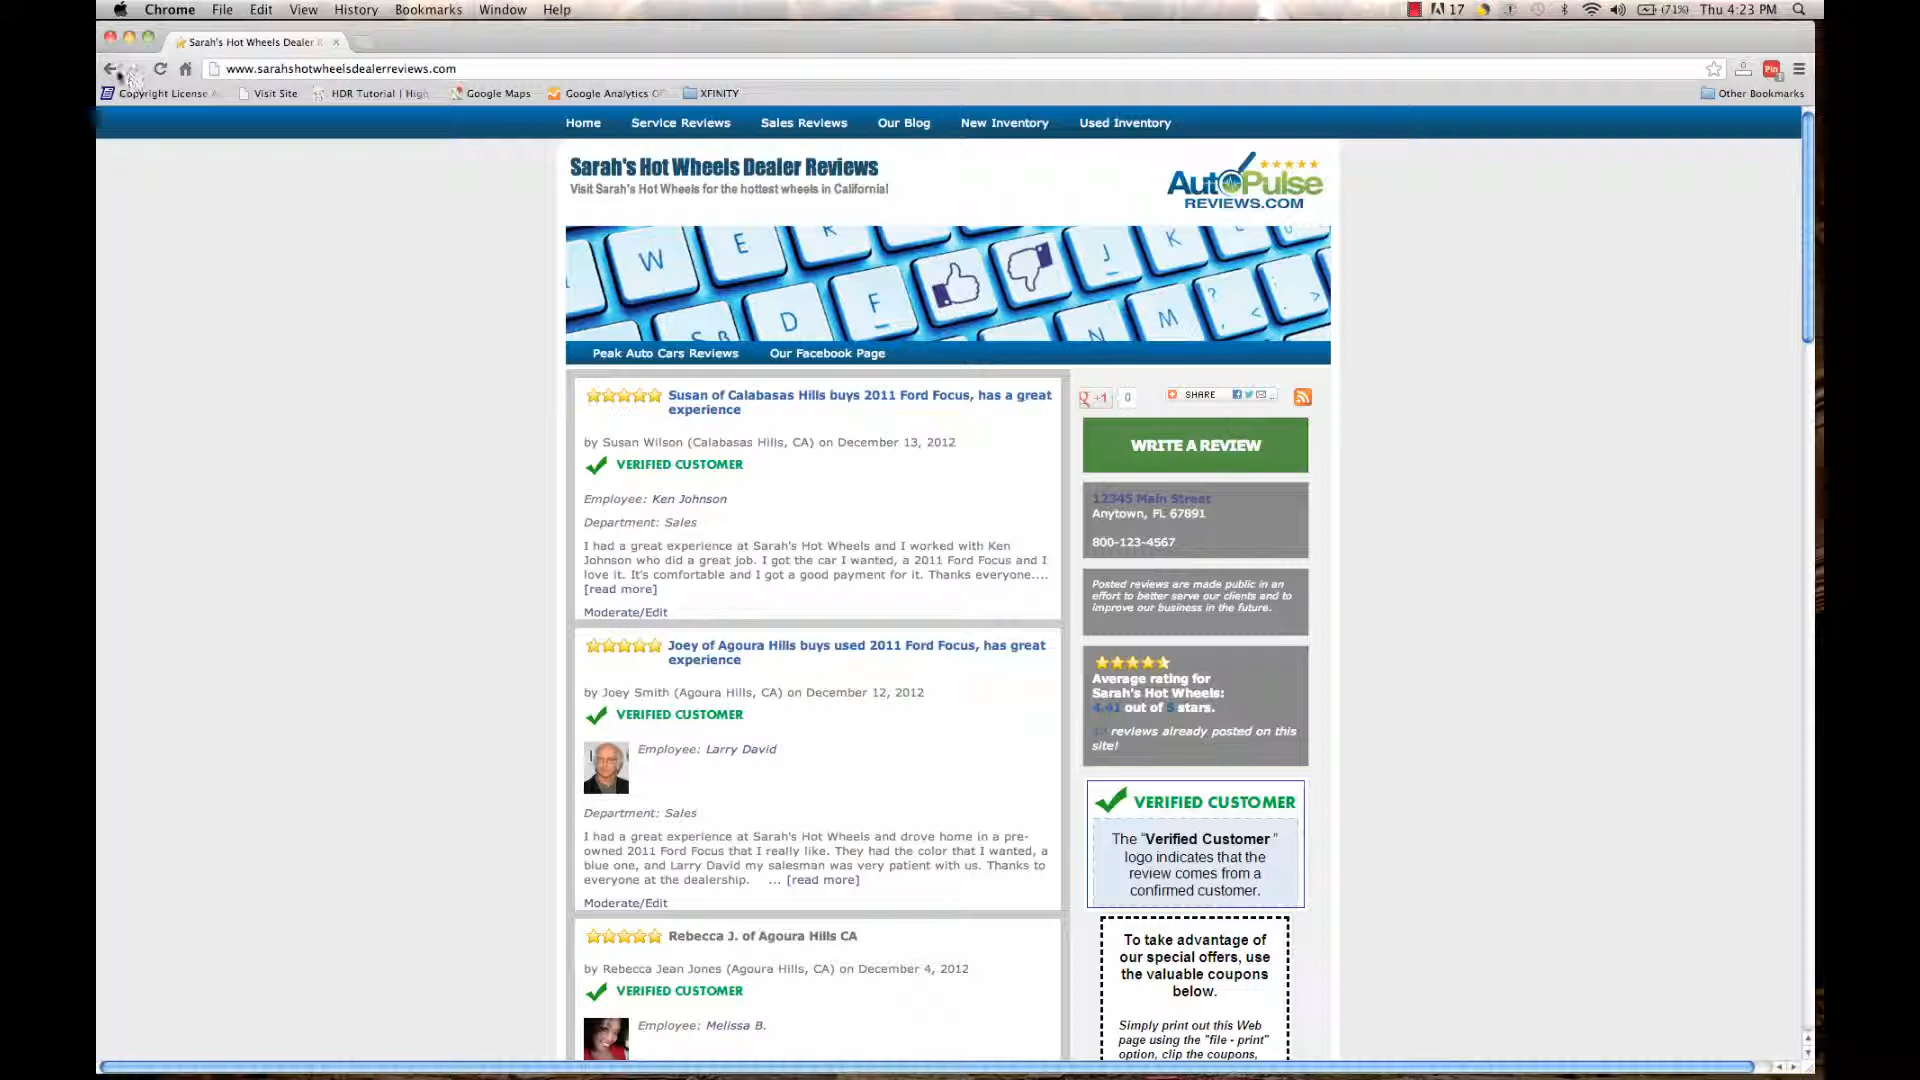 Chrome File Edit View History Bookmarks Window Help
17 (71%) Thu 4:23 PM
Sarah's Hot Wheels Dealer
www.sarahshotwheelsdealerreviews.com
Pin
Copyright License Visit Site HDR Tutorial | High Google Maps Google Analytics XFINITY Other Bookmarks
Home Service Reviews Sales Reviews Our Blog New Inventory Used Inventory
Sarah's Hot Wheels Dealer Reviews
Visit Sarah's Hot Wheels for the hottest wheels in California!
AutoPulse
REVIEWS.COM
W E R J K L
D F M ? < >
S B N
Peak Auto Cars Reviews Our Facebook Page
Susan of Calabasas Hills buys 2011 Ford Focus, has a great
experience
by Susan Wilson (Calabasas Hills, CA) on December 13, 2012
VERIFIED CUSTOMER
Employee: Ken Johnson
Department: Sales
I had a great experience at Sarah's Hot Wheels and I worked with Ken
Johnson who did a great job. I got the car I wanted, a 2011 Ford Focus and I
love it. It's comfortable and I got a good payment for it. Thanks everyone....
[read more]
Moderate/Edit
Joey of Agoura Hills buys used 2011 Ford Focus, has great
experience
by Joey Smith (Agoura Hills, CA) on December 12, 2012
VERIFIED CUSTOMER
Employee: Larry David
Department: Sales
I had a great experience at Sarah's Hot Wheels and drove home in a pre-
owned 2011 Ford Focus that I really like. They had the color that I wanted, a
blue one, and Larry David my salesman was very patient with us. Thanks to
everyone at the dealership. ... [read more]
Moderate/Edit
Rebecca J. of Agoura Hills CA
by Rebecca Jean Jones (Agoura Hills, CA) on December 4, 2012
VERIFIED CUSTOMER
Employee: Melissa B.
+1 0 SHARE ...
WRITE A REVIEW
12345 Main Street
Anytown, FL 67891
800-123-4567
Posted reviews are made public in an
effort to better serve our clients and to
improve our business in the future.
Average rating for
Sarah's Hot Wheels:
4.41 out of 5 stars.
reviews already posted on this
site!
VERIFIED CUSTOMER
The "Verified Customer "
logo indicates that the
review comes from a
confirmed customer.
To take advantage of
our special offers, use
the valuable coupons
below.
Simply print out this Web
page using the "file - print"
option, clip the coupons,